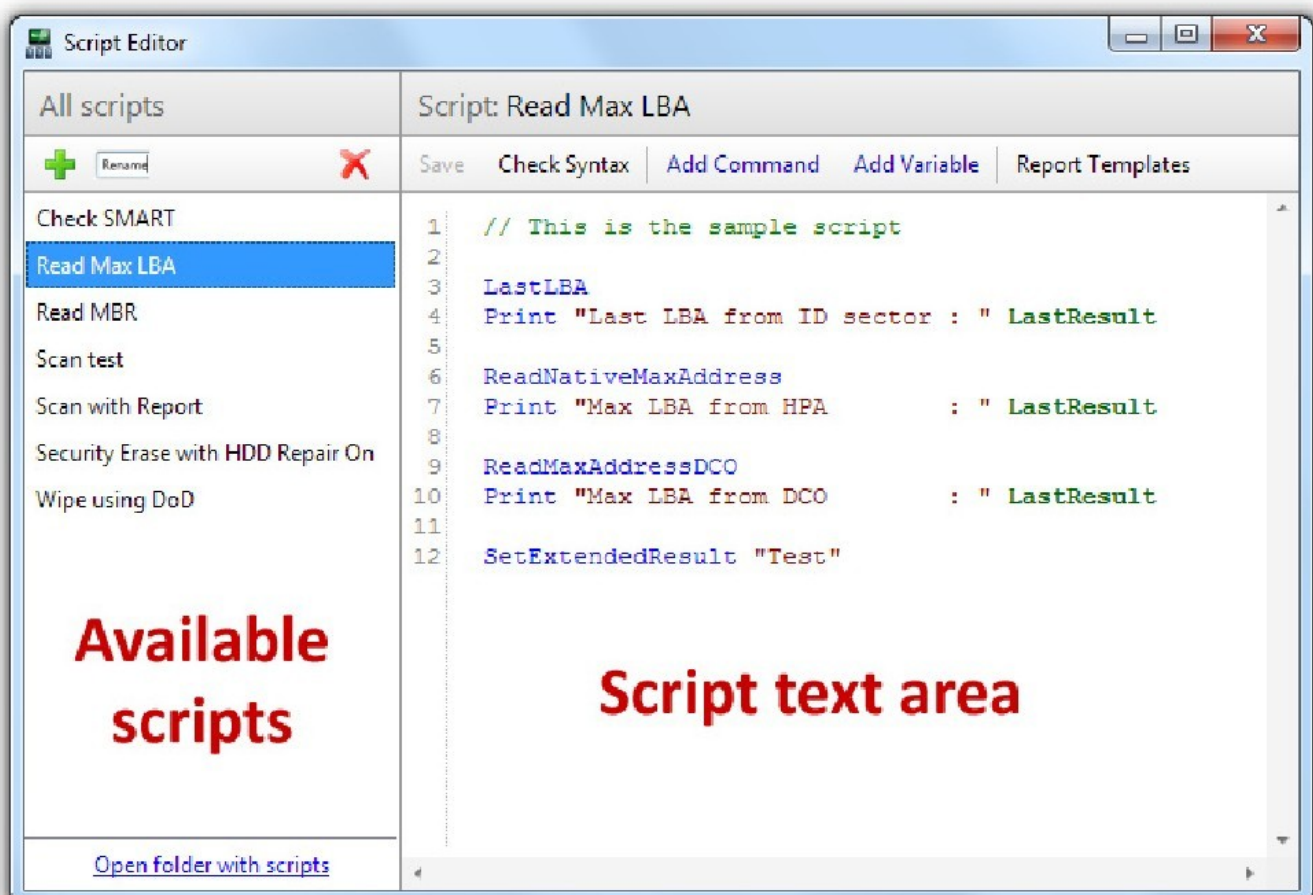 Script Editor
All scripts
Rename
Check SMART
Read Max LBA
Read MBR
Scan test
Scan with Report
Security Erase with HDD Repair On
Wipe using DoD
Available
scripts
Open folder with scripts
Script: Read Max LBA
Save Check Syntax Add Command Add Variable Report Templates
1 // This is the sample script
2
3 LastLBA
4 Print "Last LBA from ID sector : " LastResult
5
6 ReadNativeMaxAddress
7 Print "Max LBA from HPA        : " LastResult
8
9 ReadMaxAddressDCO
10 Print "Max LBA from DCO        : " LastResult
11
12 SetExtendedResult "Test"
Script text area